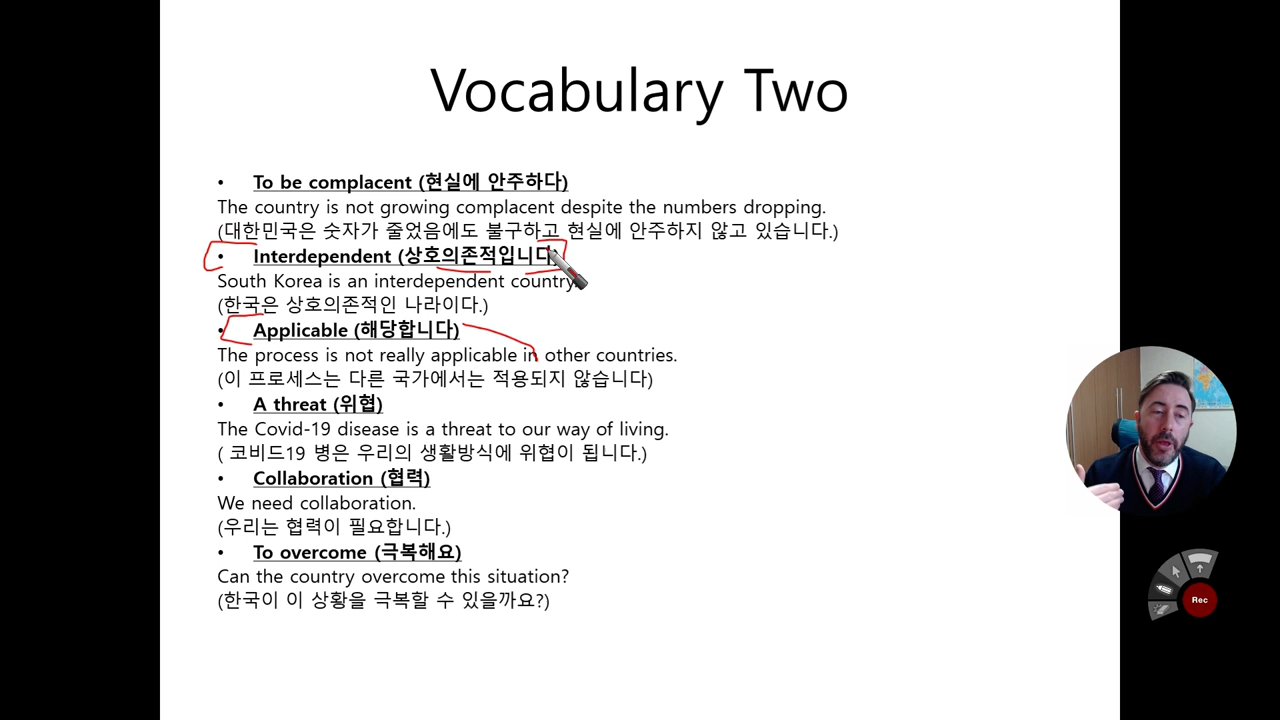 Vocabulary Two
• To be complacent (현실에 안주하다)
The country is not growing complacent despite the numbers dropping.
(대한민국은 숫자가 줄었음에도 불구하고 현실에 안주하지 않고 있습니다.)
• Interdependent (상호의존적입니다)
South Korea is an interdependent country.
(한국은 상호의존적인 나라이다.)
• Applicable (해당합니다)
The process is not really applicable in other countries.
(이 프로세스는 다른 국가에서는 적용되지 않습니다)
• A threat (위협)
The Covid-19 disease is a threat to our way of living.
( 코비드19 병은 우리의 생활방식에 위협이 됩니다.)
• Collaboration (협력)
We need collaboration.
(우리는 협력이 필요합니다.)
• To overcome (극복해요)
Can the country overcome this situation?
(한국이 이 상황을 극복할 수 있을까요?)
Rec